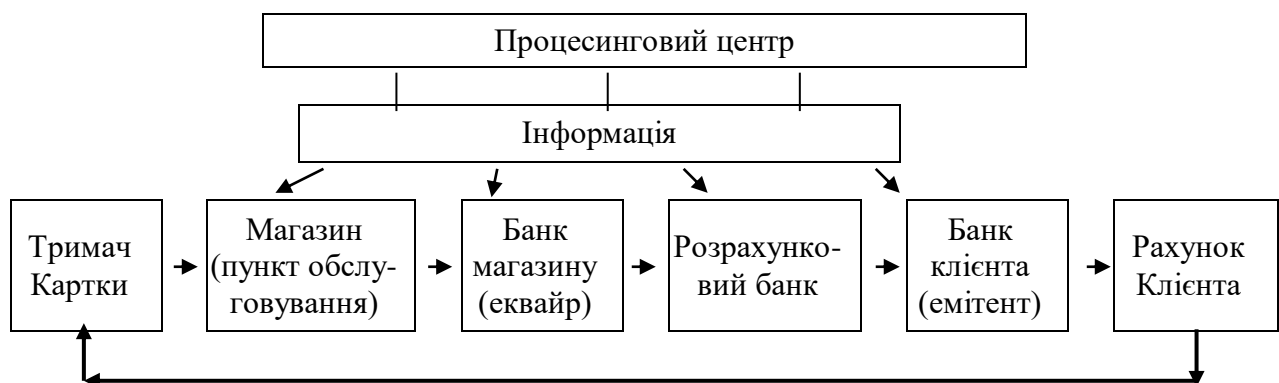 Процесинговий центр
Інформація
Тримач
Картки
Магазин
(пункт обслу-
говування)
Банк
магазину
(еквайр)
Розрахунко-
вий банк
Банк
клієнта
(емітент)
Рахунок
Клієнта